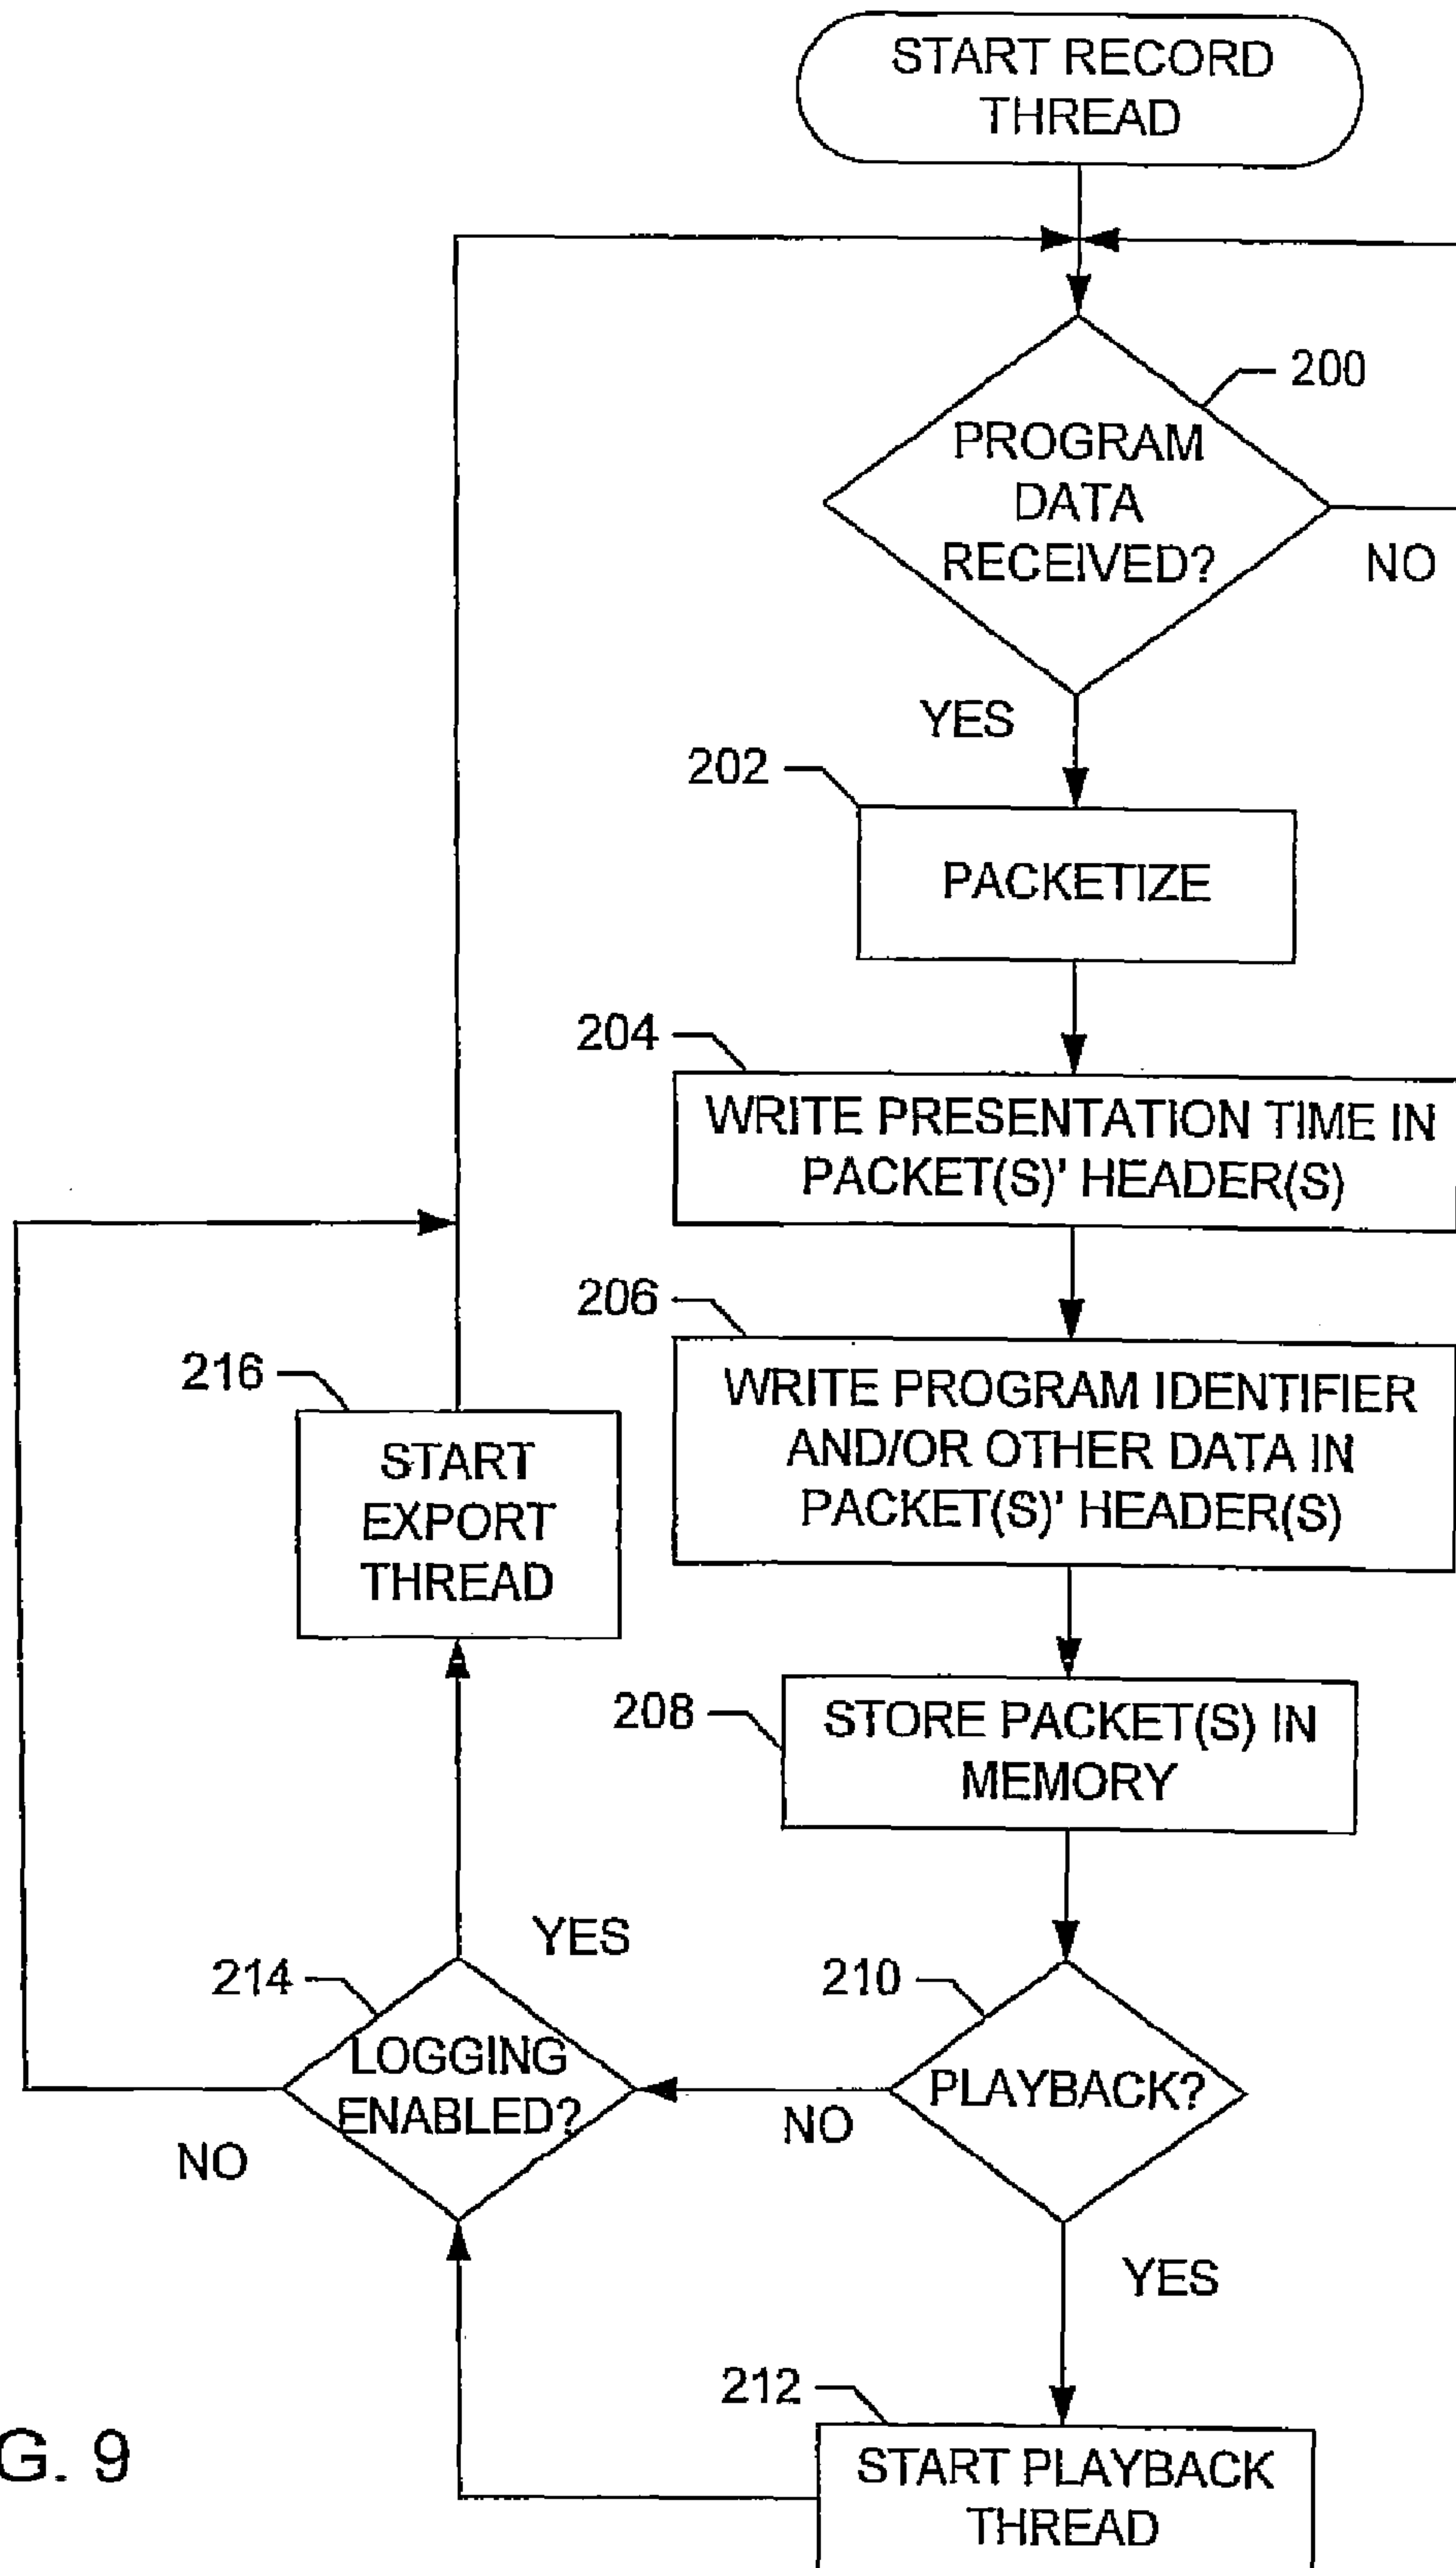 START RECORD
THREAD
200
PROGRAM
DATA
RECEIVED?
NO
YES
202
PACKETIZE
204
WRITE PRESENTATION TIME IN
PACKET(S)' HEADER(S)
206
WRITE PROGRAM IDENTIFIER
AND/OR OTHER DATA IN
PACKET(S)' HEADER(S)
216
START
EXPORT
THREAD
208
STORE PACKET(S) IN
MEMORY
YES
214
LOGGING
ENABLED?
NO
210
PLAYBACK?
NO
YES
212
START PLAYBACK
THREAD
G. 9